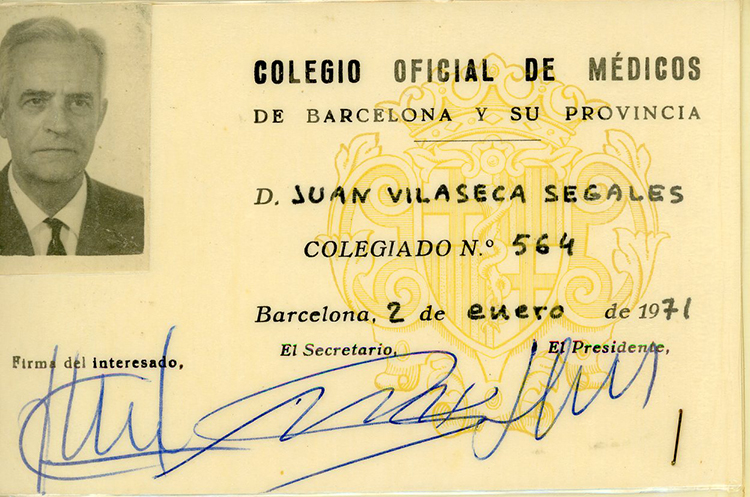 COLEGIO OFICIAL DE MÉDICOS
DE BARCELONA Y SU PROVINCIA
D. JUAN VILASECA SEGALES
COLEGIADO N.º 564
Barcelona, 2 de enero de 1971
Firma del interesado, El Secretario, El Presidente,